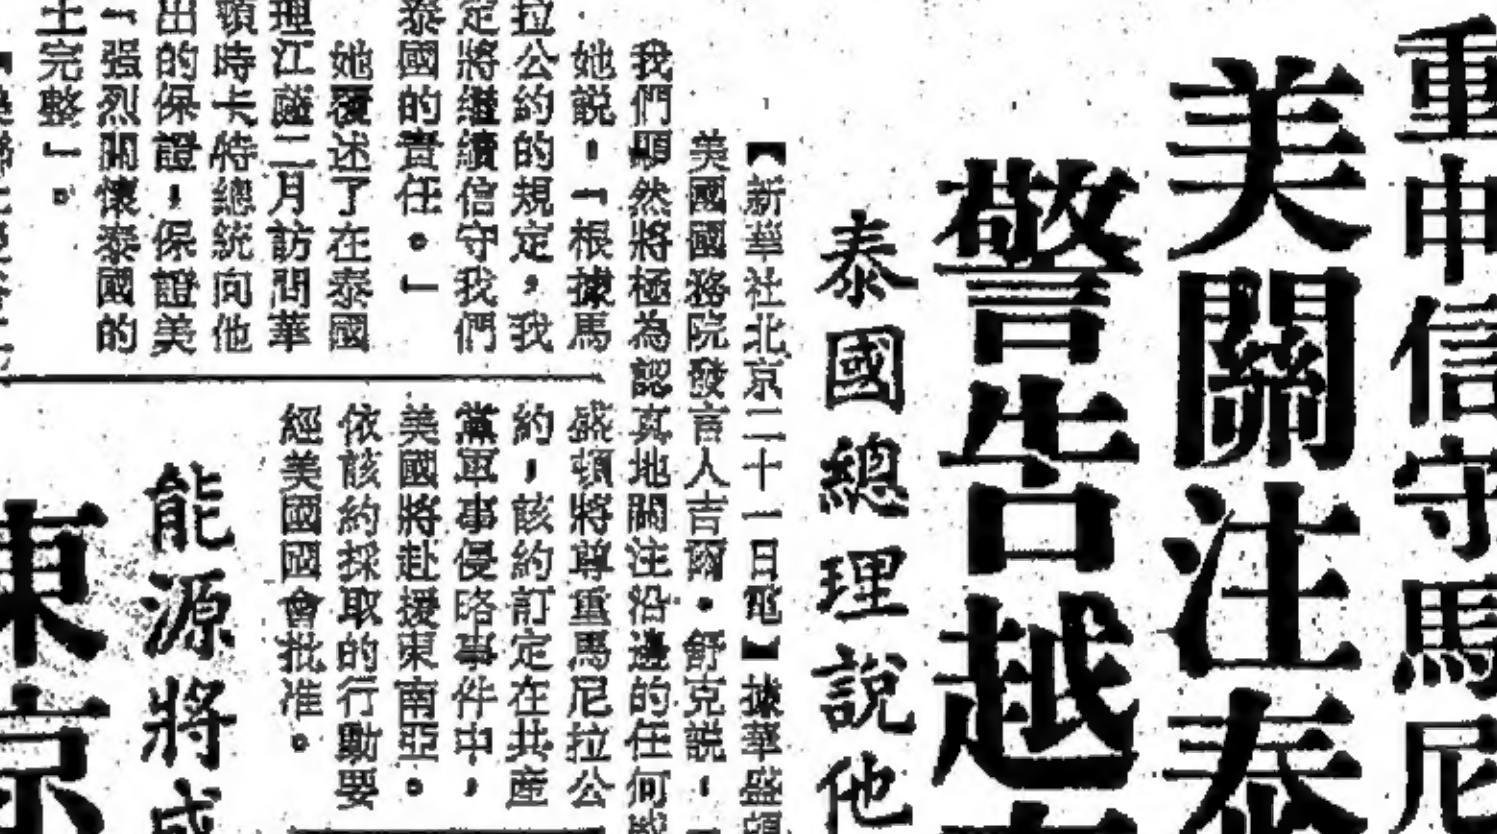 重申信守馬尼
美關注泰
警告越
泰國總理說他
【新華社北京二十一日電】據華盛頓
美國國務院發言人吉爾·舒克説，
我們顯然將極為認真地關注沿邊的任何
她説：「根據馬
拉公約的規定，我
定將繼續信守我們
泰國的責任。」
她覆述了在泰國
理江薩二月訪問華
頓時卡特總統向他
出的保證，保證美
「强烈關懷泰國的
土完整」。
盛頓將尊重馬尼拉公
約，該約訂定在共産
黨軍事侵略事件中，
美國將赴援東南亞。
依該約採取的行動要
經美國國會批准。
能源將成
東京